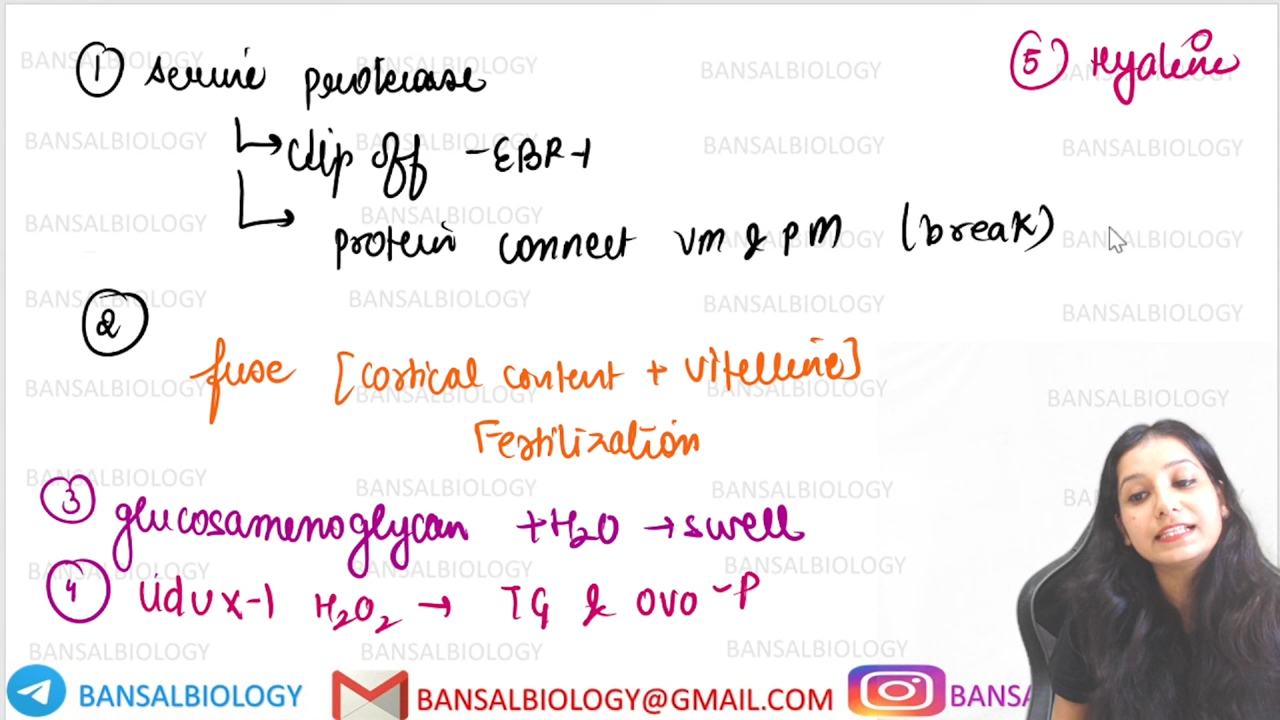 ① serine protease
⑤ Hyaline
↳ clip off - EBR-1
↳ protein connect VM & PM (break)
②
fuse [cortical content + vitelline]
Fertilization
③ glucosamenoglycan + H2O → swell
④ Udux-1 H2O2 → TG & OVO-P
BANSALBIOLOGY
BANSALBIOLOGY@GMAIL.COM
BANSA